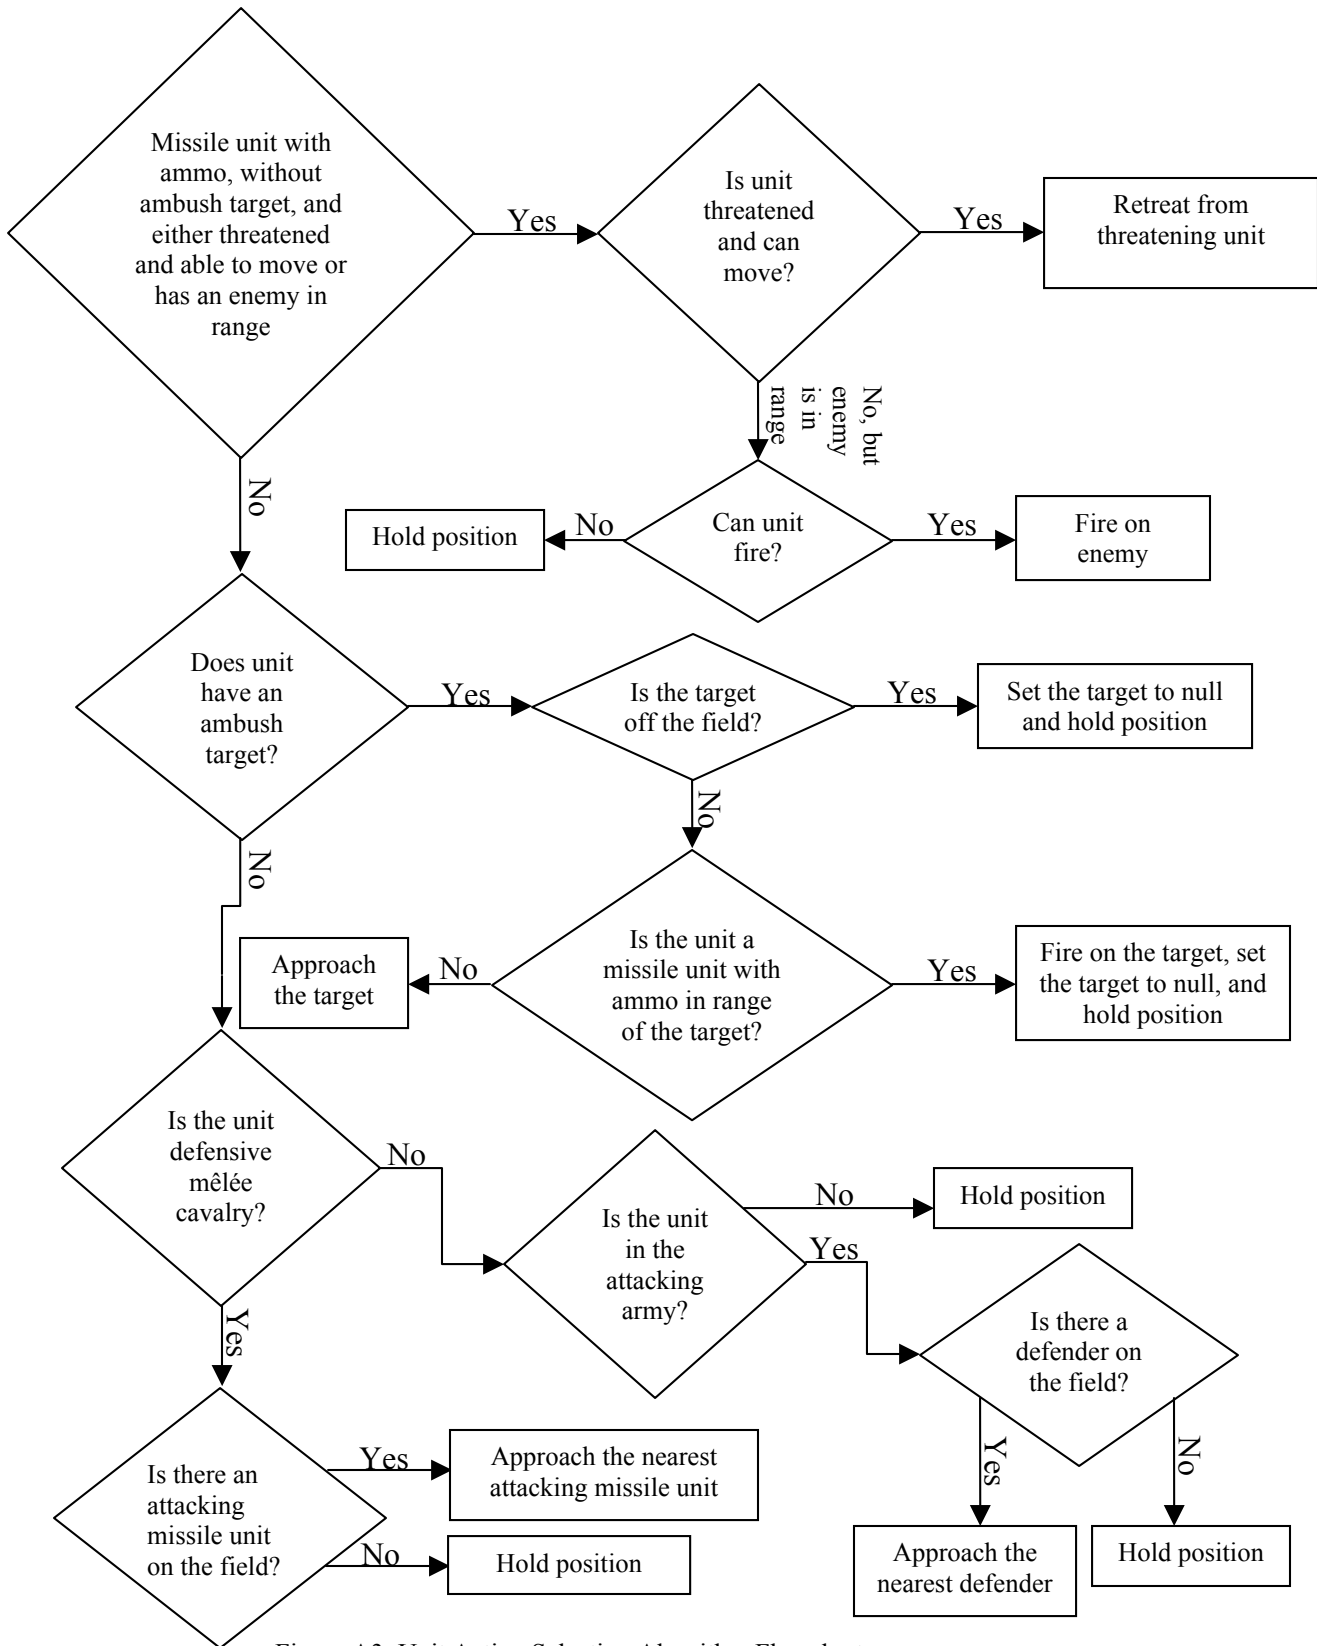 Missile unit with
ammo, without
ambush target, and
either threatened
and able to move or
has an enemy in
range
Yes
Is unit
threatened
and can
move?
Yes
Retreat from
threatening unit
No, but
enemy
is in
range
No
Hold position
No
Can unit
fire?
Yes
Fire on
enemy
Does unit
have an
ambush
target?
Yes
Is the target
off the field?
Yes
Set the target to null
and hold position
No
No
Approach
the target
No
Is the unit a
missile unit with
ammo in range
of the target?
Yes
Fire on the target, set
the target to null, and
hold position
Is the unit
defensive
mêlée
cavalry?
No
Is the unit
in the
attacking
army?
No
Hold position
Yes
Is there a
defender on
the field?
Yes
No
Approach the
nearest defender
Hold position
Yes
Is there an
attacking
missile unit
on the field?
Yes
Approach the nearest
attacking missile unit
No
Hold position